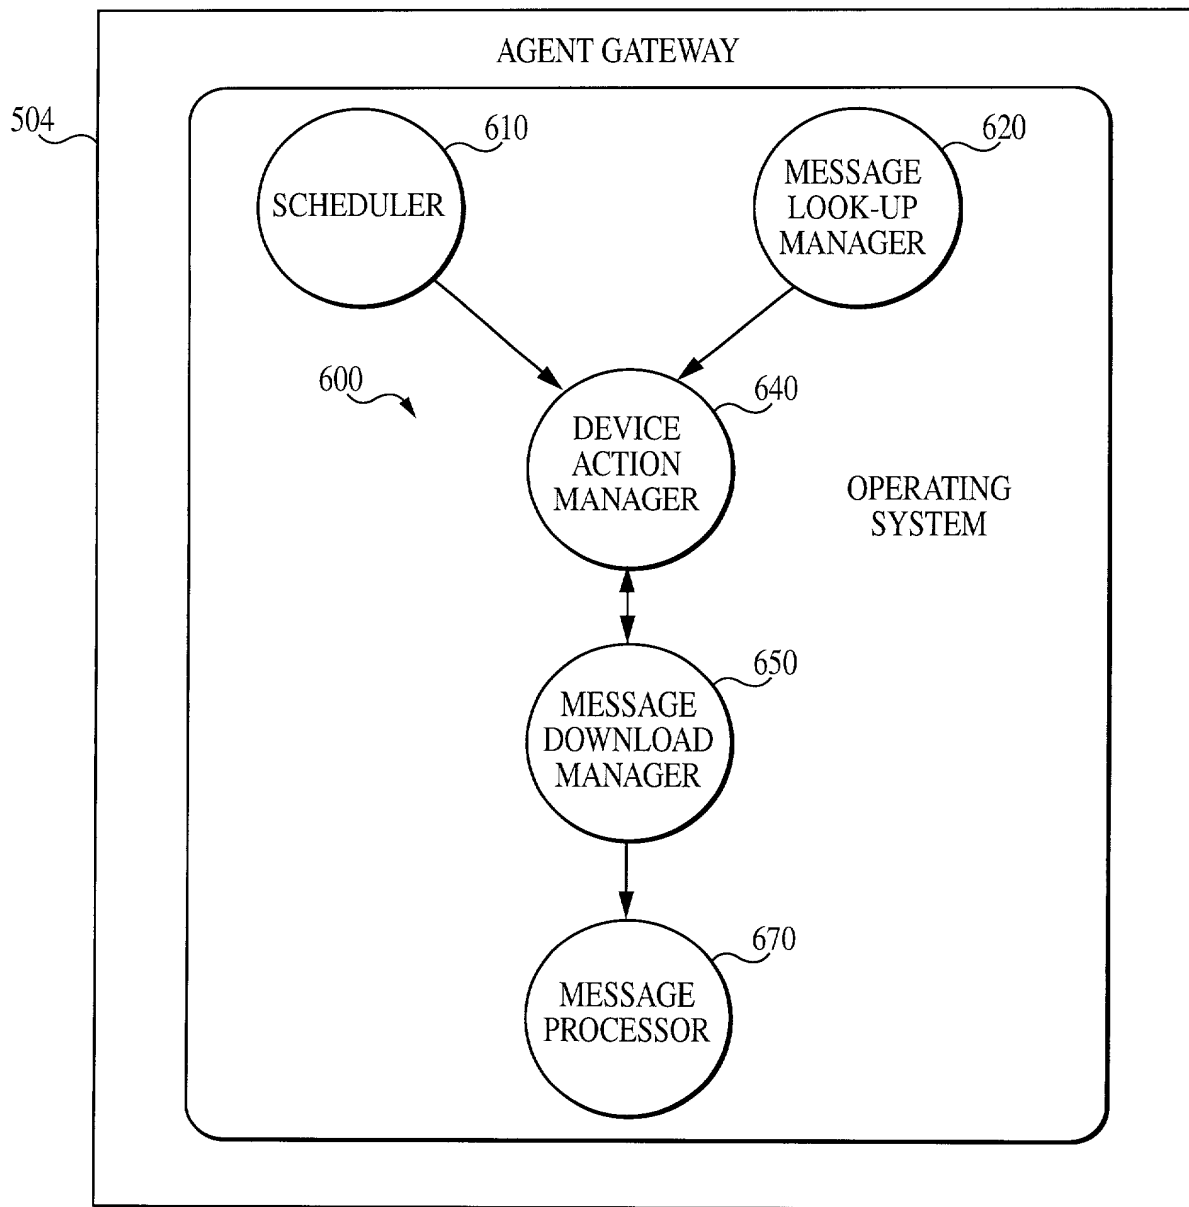 AGENT GATEWAY
504
610
620
SCHEDULER
MESSAGE
LOOK-UP
MANAGER
600
640
DEVICE
ACTION
MANAGER
OPERATING
SYSTEM
650
MESSAGE
DOWNLOAD
MANAGER
670
MESSAGE
PROCESSOR